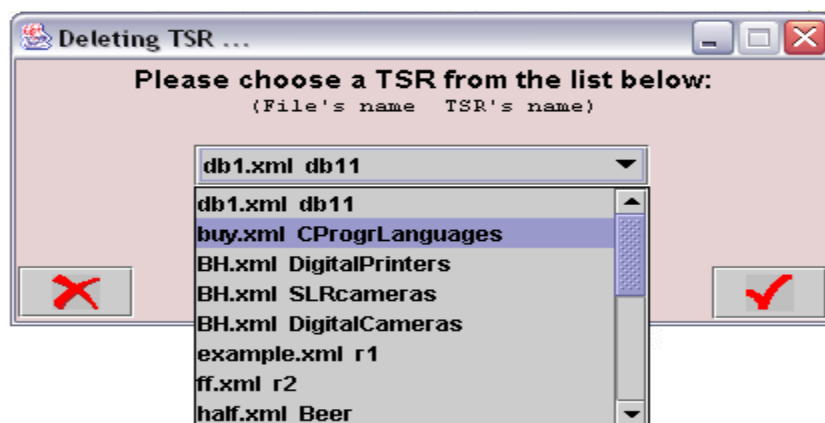 Deleting TSR ...
Please choose a TSR from the list below:
(File's name TSR's name)
db1.xml db11
db1.xml db11
buy.xml CProgrLanguages
BH.xml DigitalPrinters
BH.xml SLRcameras
BH.xml DigitalCameras
example.xml r1
ff.xml r2
half.xml Beer